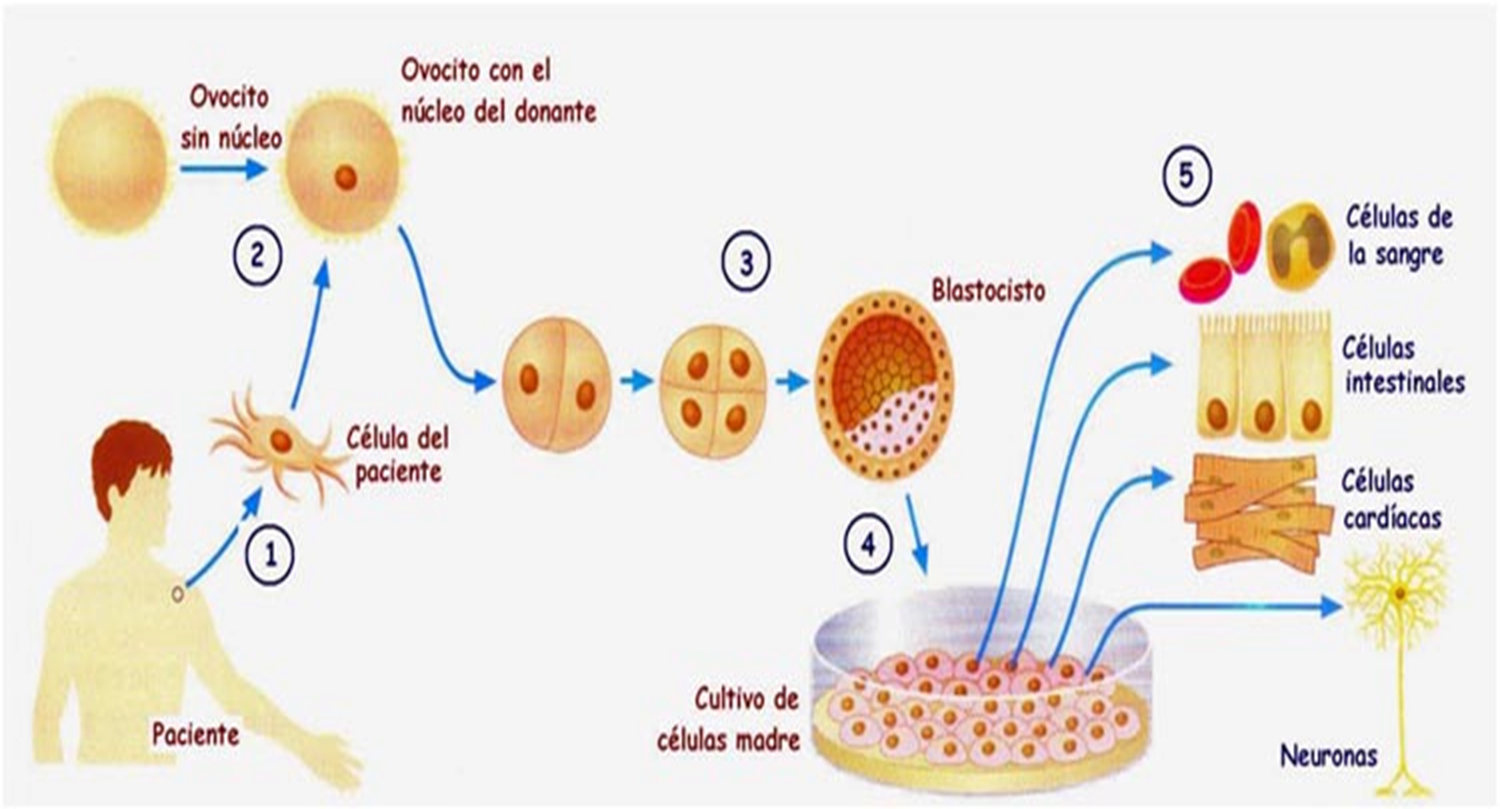 Ovocito
sin núcleo
Ovocito con el
núcleo del donante
2
Célula del
paciente
1
Paciente
3
Blastocisto
4
Cultivo de
células madre
5
Células de
la sangre
Células
intestinales
Células
cardíacas
Neuronas